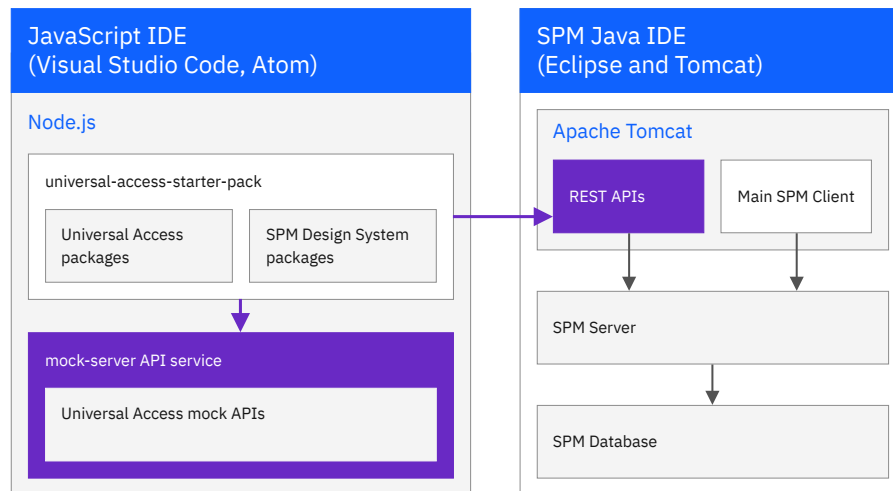 JavaScript IDE
(Visual Studio Code, Atom)
Node.js
universal-access-starter-pack
Universal Access
packages
SPM Design System
packages
mock-server API service
Universal Access mock APIs
SPM Java IDE
(Eclipse and Tomcat)
Apache Tomcat
REST APIs
Main SPM Client
SPM Server
SPM Database